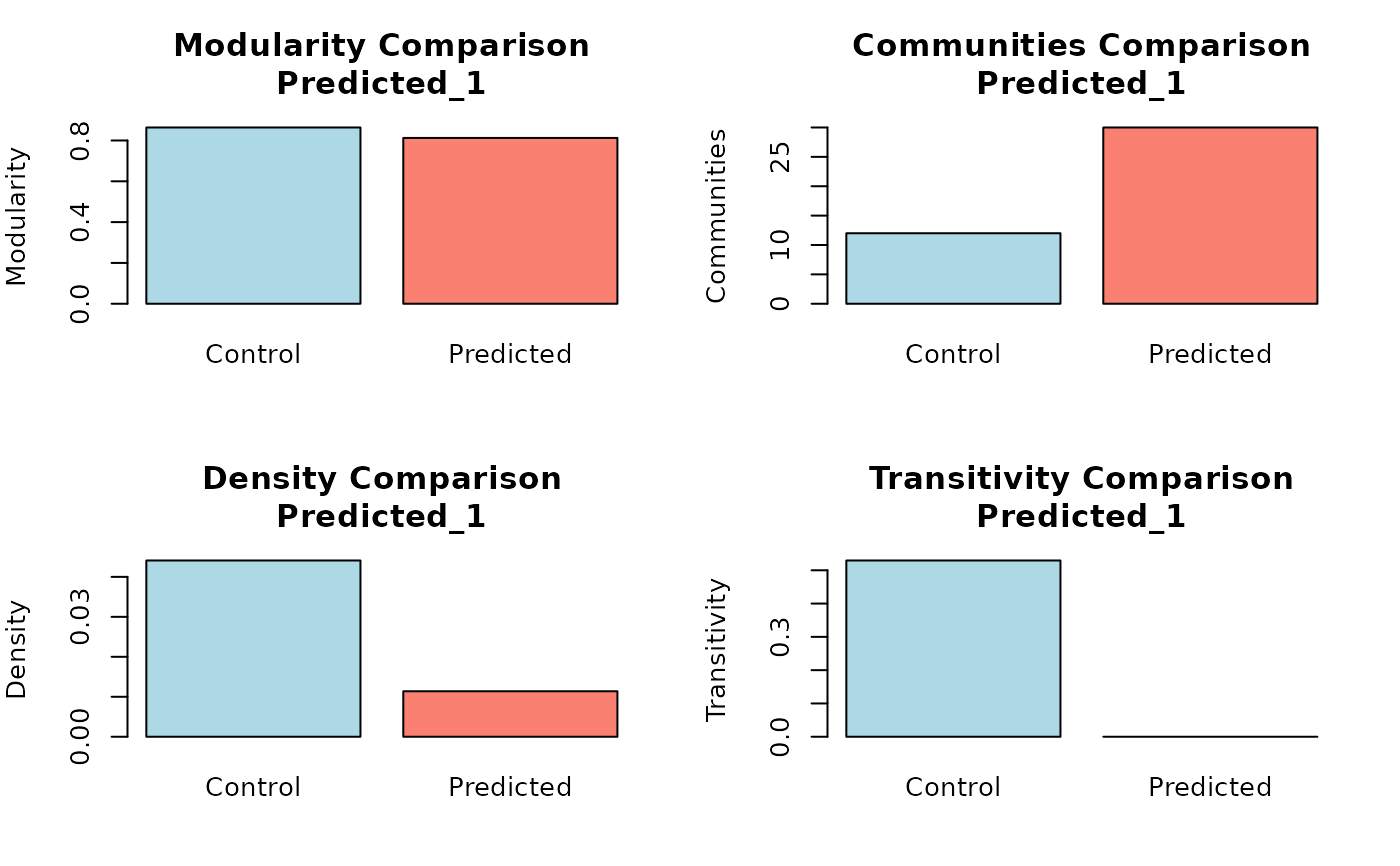 Modularity Comparison
Predicted_1
Modularity
0.8
0.4
0.0
Control
Predicted
Communities Comparison
Predicted_1
Communities
25
10
0
Control
Predicted
Density Comparison
Predicted_1
Density
0.03
0.00
Control
Predicted
Transitivity Comparison
Predicted_1
Transitivity
0.3
0.0
Control
Predicted